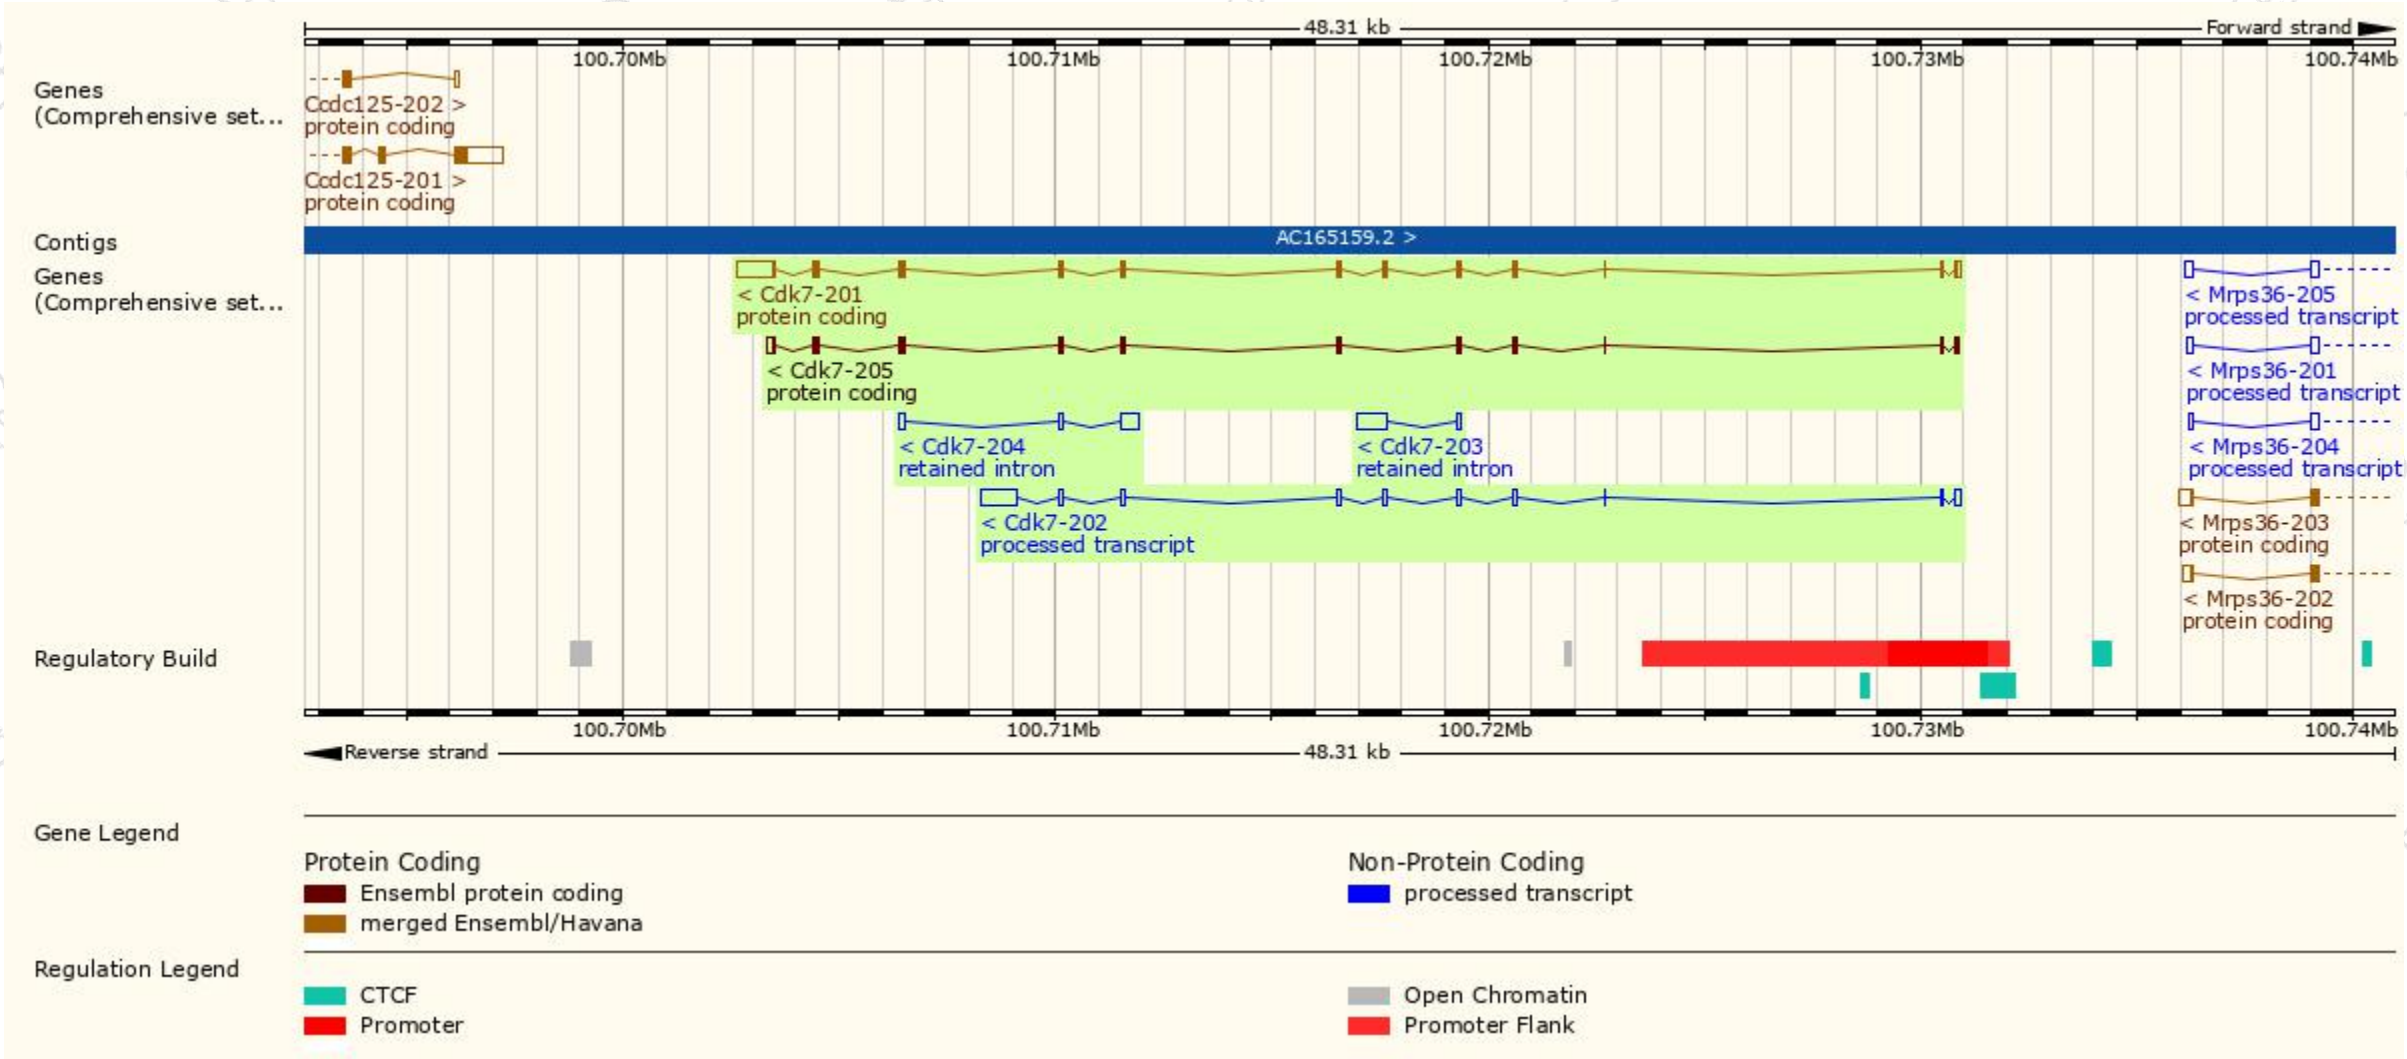 48.31 kb
Forward strand
100.70Mb 100.71Mb 100.72Mb 100.73Mb 100.74Mb
Genes
(Comprehensive set...
Ccdc125-202 >
protein coding
Ccdc125-201 >
protein coding
Contigs
AC165159.2 >
Genes
(Comprehensive set...
< Cdk7-201
protein coding
< Mrps36-205
processed transcript
< Cdk7-205
protein coding
< Mrps36-201
processed transcript
< Cdk7-204
retained intron
< Cdk7-203
retained intron
< Mrps36-204
processed transcript
< Cdk7-202
processed transcript
< Mrps36-203
protein coding
< Mrps36-202
protein coding
Regulatory Build
100.70Mb 100.71Mb 100.72Mb 100.73Mb 100.74Mb
Reverse strand
48.31 kb
Gene Legend
Protein Coding
Ensembl protein coding
merged Ensembl/Havana
Non-Protein Coding
processed transcript
Regulation Legend
CTCF
Promoter
Open Chromatin
Promoter Flank